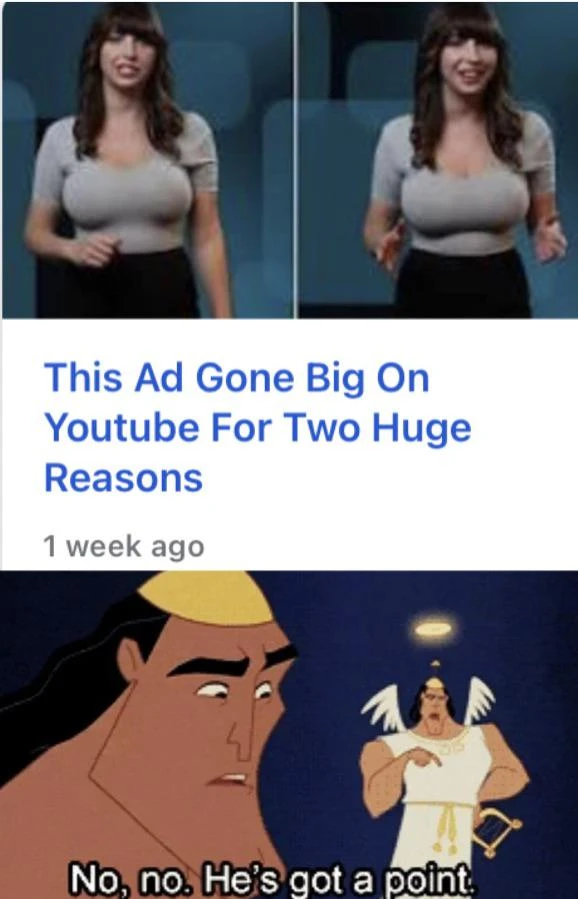 This Ad Gone Big On
Youtube For Two Huge
Reasons
1 week ago
No, no. He's got a point.